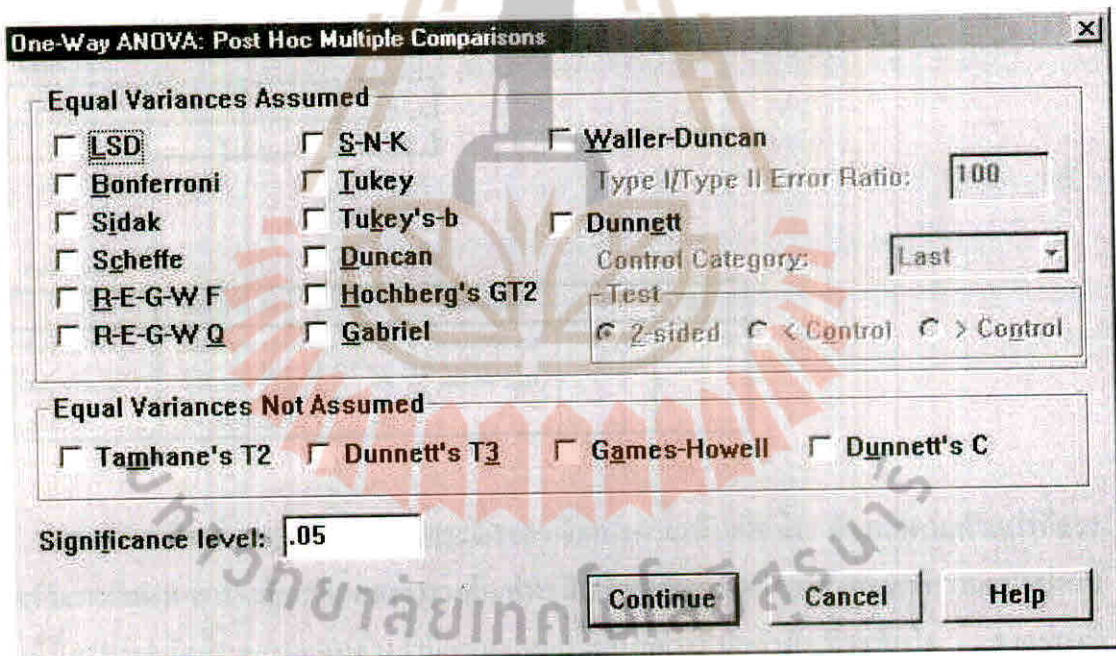 One-Way ANOVA: Post Hoc Multiple Comparisons
Equal Variances Assumed
LSD S-N-K Waller-Duncan
Bonferroni Tukey Type I/Type II Error Ratio: 100
Sidak Tukey's-b Dunnett
Scheffe Duncan Control Category: Last
R-E-G-W F Hochberg's GT2 Test
R-E-G-W Q Gabriel 2-sided < Control > Control
Equal Variances Not Assumed
Tamhane's T2 Dunnett's T3 Games-Howell Dunnett's C
Significance level: .05
Continue Cancel Help